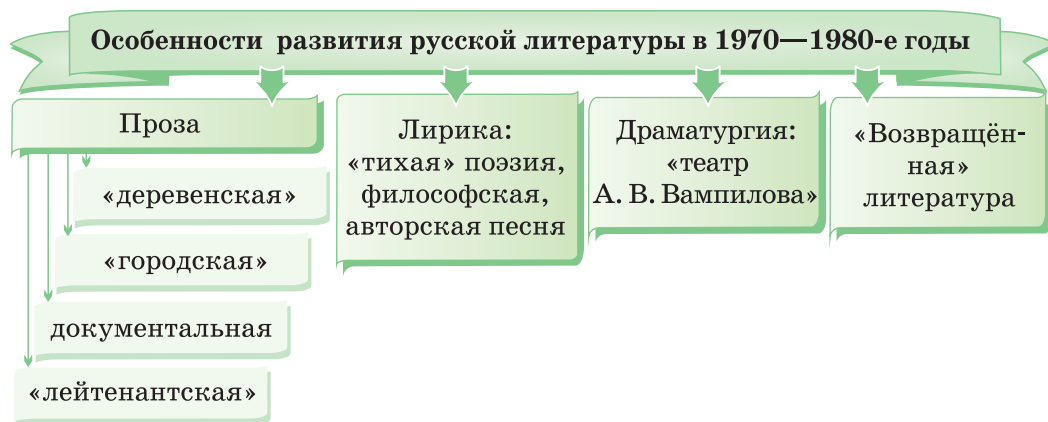 Особенности развития русской литературы в 1970—1980-е годы
Проза
«деревенская»
«городская»
документальная
«лейтенантская»
Лирика:
«тихая» поэзия,
философская,
авторская песня
Драматургия:
«театр
А. В. Вампилова»
«Возвращён-
ная»
литература